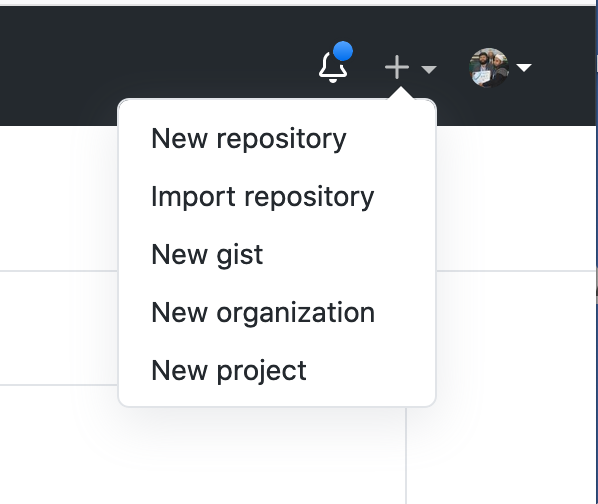 New repository
Import repository
New gist
New organization
New project